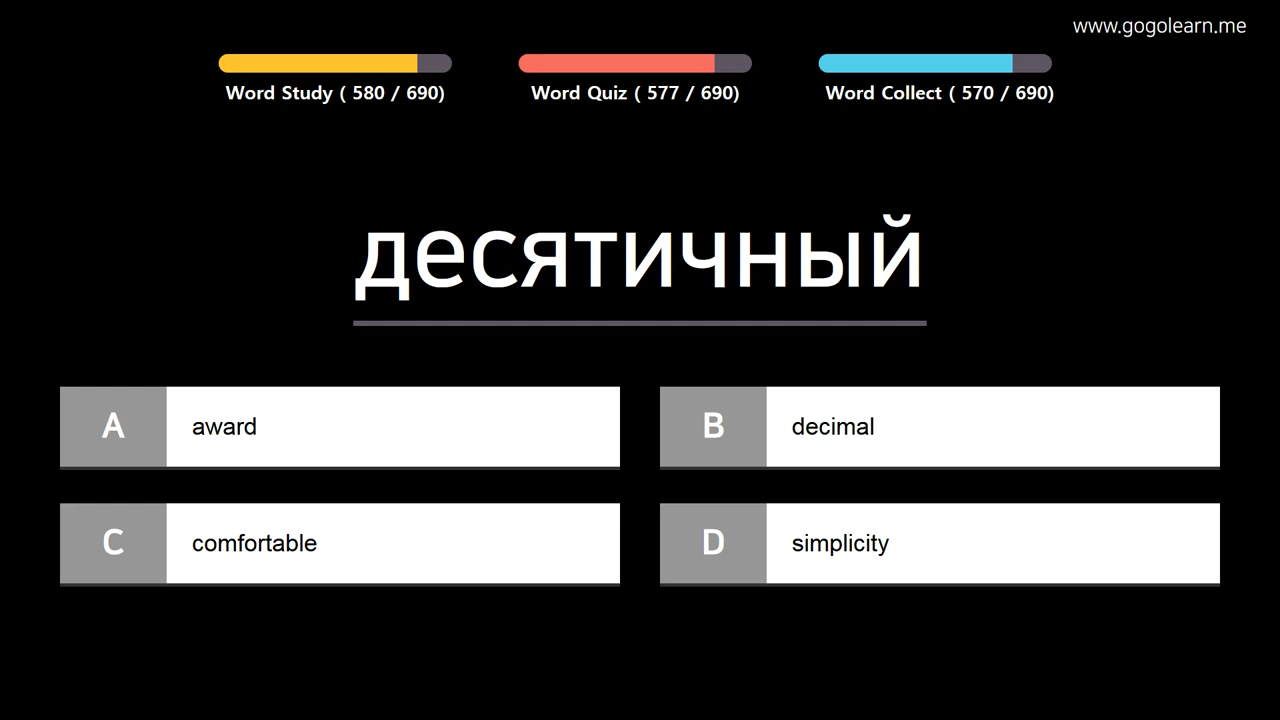 www.gogolearn.me
Word Study ( 580 / 690)
Word Quiz ( 577 / 690)
Word Collect ( 570 / 690)
десятичный
A award
B decimal
C comfortable
D simplicity